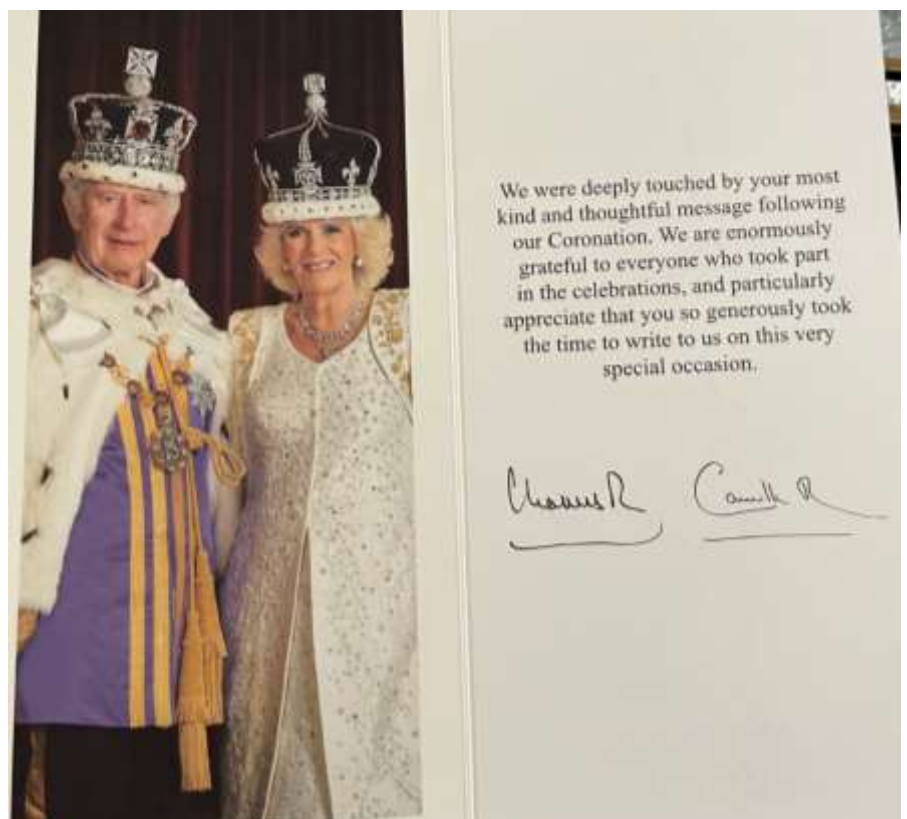 We were deeply touched by your most
kind and thoughtful message following
our Coronation. We are enormously
grateful to everyone who took part
in the celebrations, and particularly
appreciate that you so generously took
the time to write to us on this very
special occasion.
Charles R Camilla R